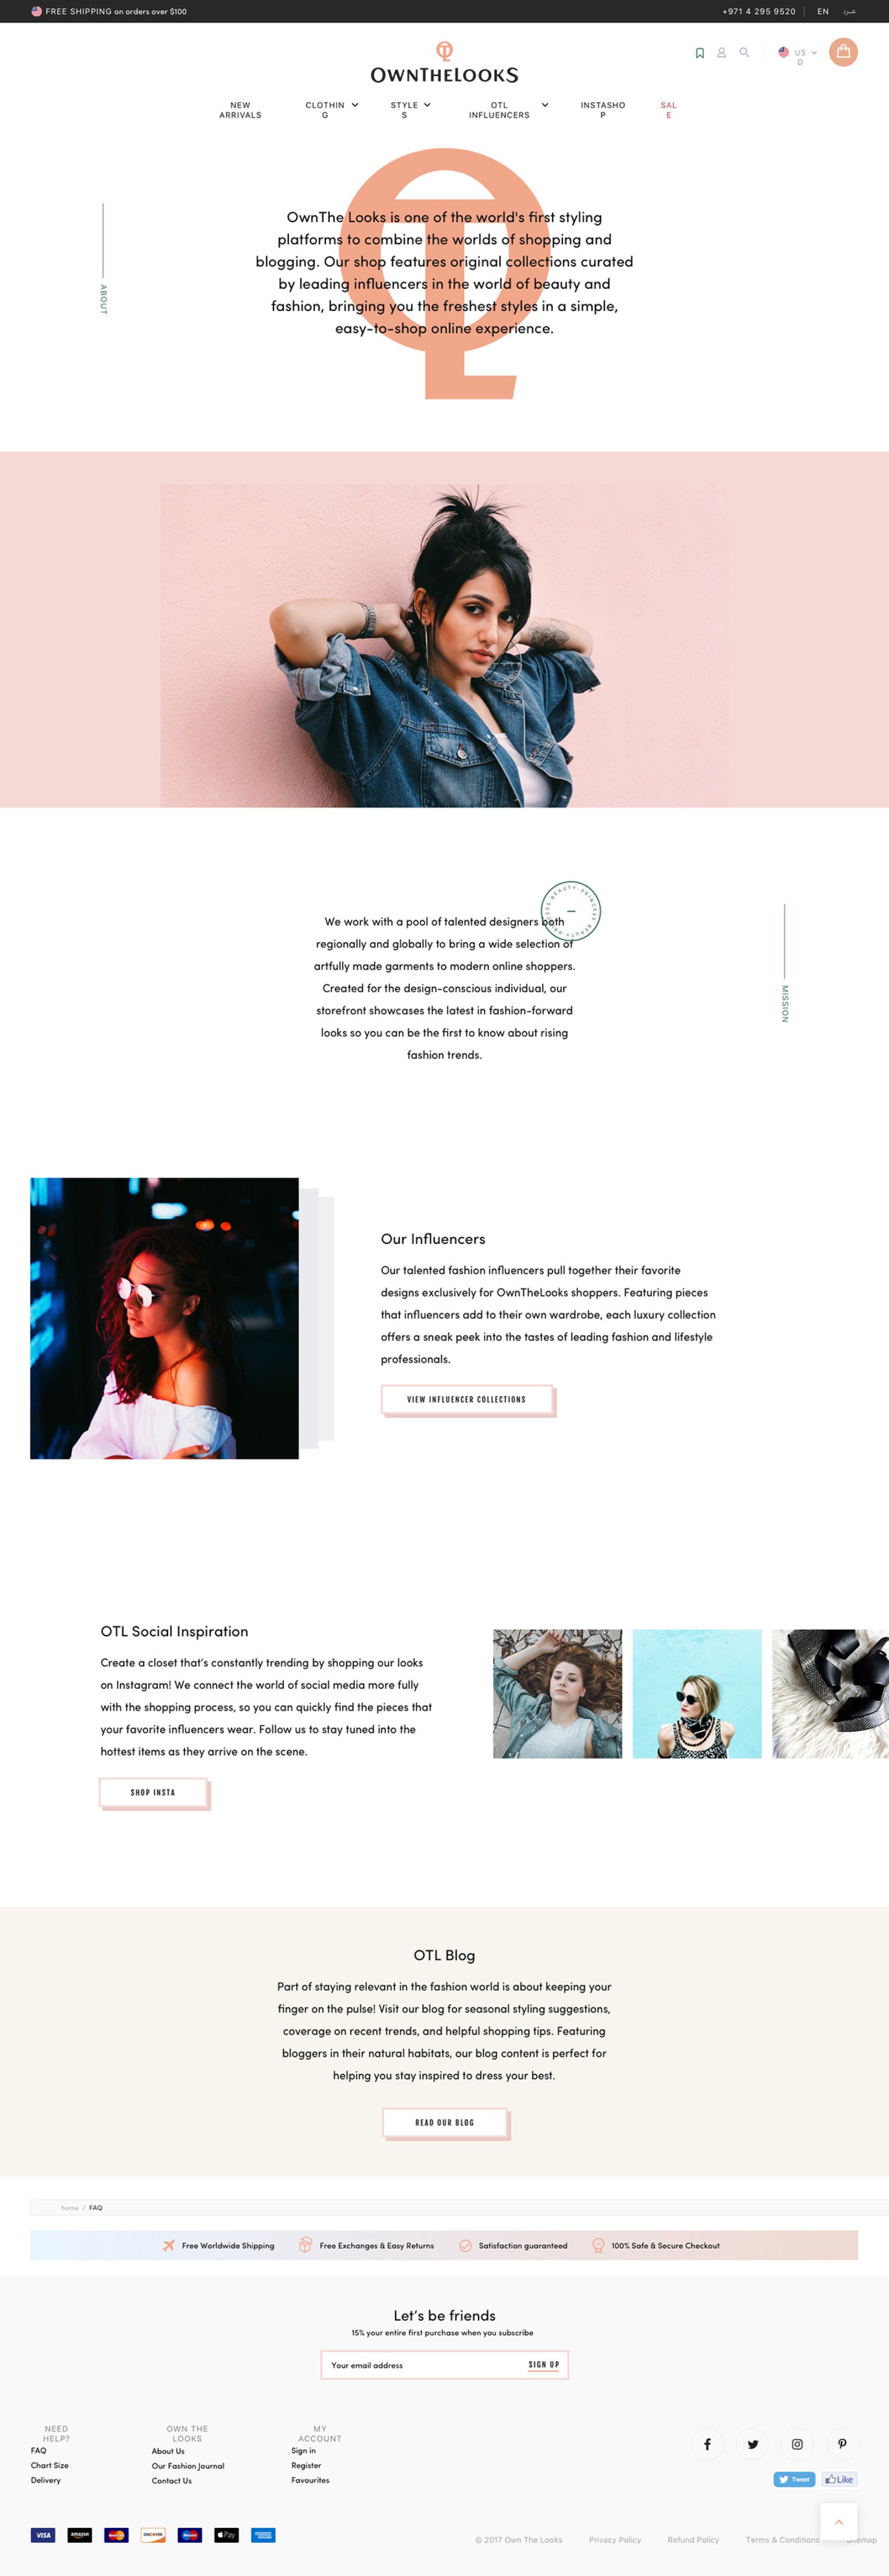 FREE SHIPPING on orders over $100
+971 4 295 9520
EN
عربي
OWNTHELOOKS
US
D
NEW
ARRIVALS
CLOTHIN
G
STYLE
S
OTL
INFLUENCERS
INSTASHO
P
SAL
E
ABOUT
OwnThe Looks is one of the world's first styling
platforms to combine the worlds of shopping and
blogging. Our shop features original collections curated
by leading influencers in the world of beauty and
fashion, bringing you the freshest styles in a simple,
easy-to-shop online experience.
BEAUTY · PRINCESS BEAUTY · PRINCESS
We work with a pool of talented designers both
regionally and globally to bring a wide selection of
artfully made garments to modern online shoppers.
Created for the design-conscious individual, our
storefront showcases the latest in fashion-forward
looks so you can be the first to know about rising
fashion trends.
MISSION
Our Influencers
Our talented fashion influencers pull together their favorite
designs exclusively for OwnTheLooks shoppers. Featuring pieces
that influencers add to their own wardrobe, each luxury collection
offers a sneak peek into the tastes of leading fashion and lifestyle
professionals.
VIEW INFLUENCER COLLECTIONS
OTL Social Inspiration
Create a closet that's constantly trending by shopping our looks
on Instagram! We connect the world of social media more fully
with the shopping process, so you can quickly find the pieces that
your favorite influencers wear. Follow us to stay tuned into the
hottest items as they arrive on the scene.
SHOP INSTA
OTL Blog
Part of staying relevant in the fashion world is about keeping your
finger on the pulse! Visit our blog for seasonal styling suggestions,
coverage on recent trends, and helpful shopping tips. Featuring
bloggers in their natural habitats, our blog content is perfect for
helping you stay inspired to dress your best.
READ OUR BLOG
home / FAQ
Free Worldwide Shipping
Free Exchanges & Easy Returns
Satisfaction guaranteed
100% Safe & Secure Checkout
Let's be friends
15% your entire first purchase when you subscribe
Your email address
SIGN UP
NEED
HELP?
FAQ
Chart Size
Delivery
OWN THE
LOOKS
About Us
Our Fashion Journal
Contact Us
MY
ACCOUNT
Sign in
Register
Favourites
Tweet
Like
VISA
amazon
DISCOVER
Pay
© 2017 Own The Looks
Privacy Policy
Refund Policy
Terms & Conditions
Sitemap